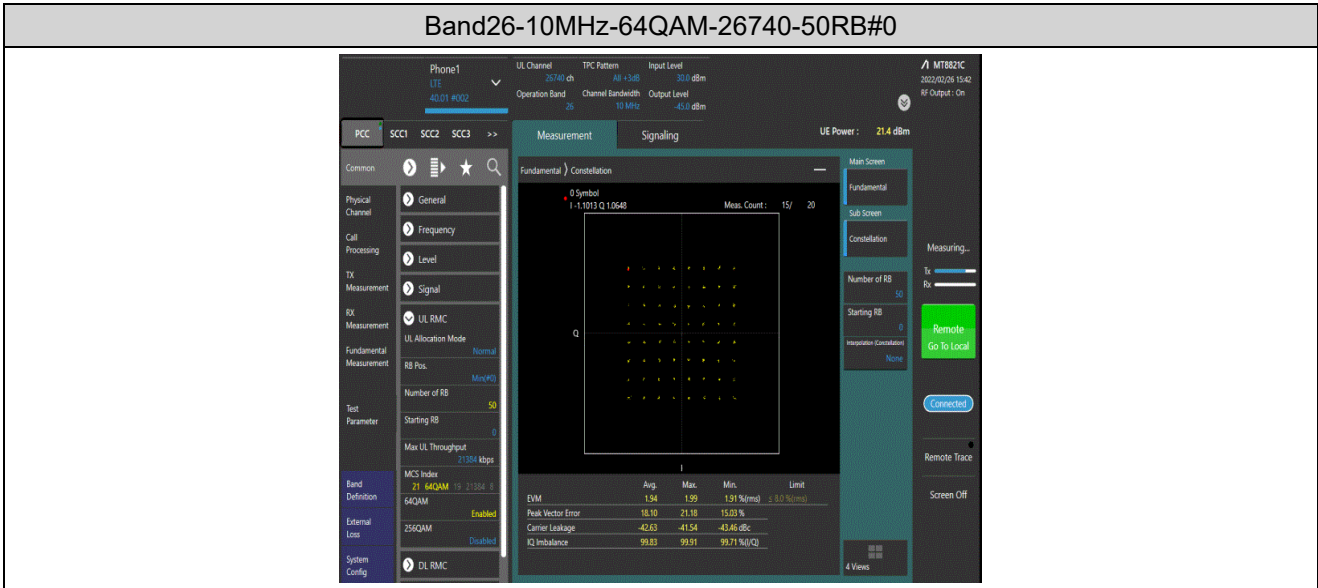 Band26-10MHz-64QAM-26740-50RB#0
Phone1
LTE
40.01 #002
UL Channel TPC Pattern Input Level
26740 ch All +3dB 30.0 dBm
Operation Band Channel Bandwidth Output Level
26 10 MHz -45.0 dBm
MT8821C
2022/02/26 15:42
RF Output : On
PCC SCC1 SCC2 SCC3 >>
Measurement Signaling
UE Power : 21.4 dBm
Common
Physical
Channel
Call
Processing
TX
Measurement
RX
Measurement
Fundamental
Measurement
Test
Parameter
Band
Definition
External
Loss
System
Config
General
Frequency
Level
Signal
UL RMC
UL Allocation Mode
Normal
RB Pos.
Min(#0)
Number of RB
50
Starting RB
0
Max UL Throughput
21384 kbps
MCS Index
21 64QAM 19 21384 8
64QAM
Enabled
256QAM
Disabled
DL RMC
Fundamental Constellation
0 Symbol
I -1.1013 Q 1.0648
Meas. Count : 15/ 20
Q
I
Avg. Max. Min. Limit
EVM 1.94 1.99 1.91 %(rms) ≤ 8.0 %(rms)
Peak Vector Error 18.10 21.18 15.03 %
Carrier Leakage -42.63 -41.54 -43.46 dBc
IQ Imbalance 99.83 99.91 99.71 %(I/Q)
Main Screen
Fundamental
Sub Screen
Constellation
Number of RB
50
Starting RB
0
Interpolation (Constellation)
None
4 Views
Measuring...
Tx
Rx
Remote
Go To Local
Connected
Remote Trace
Screen Off